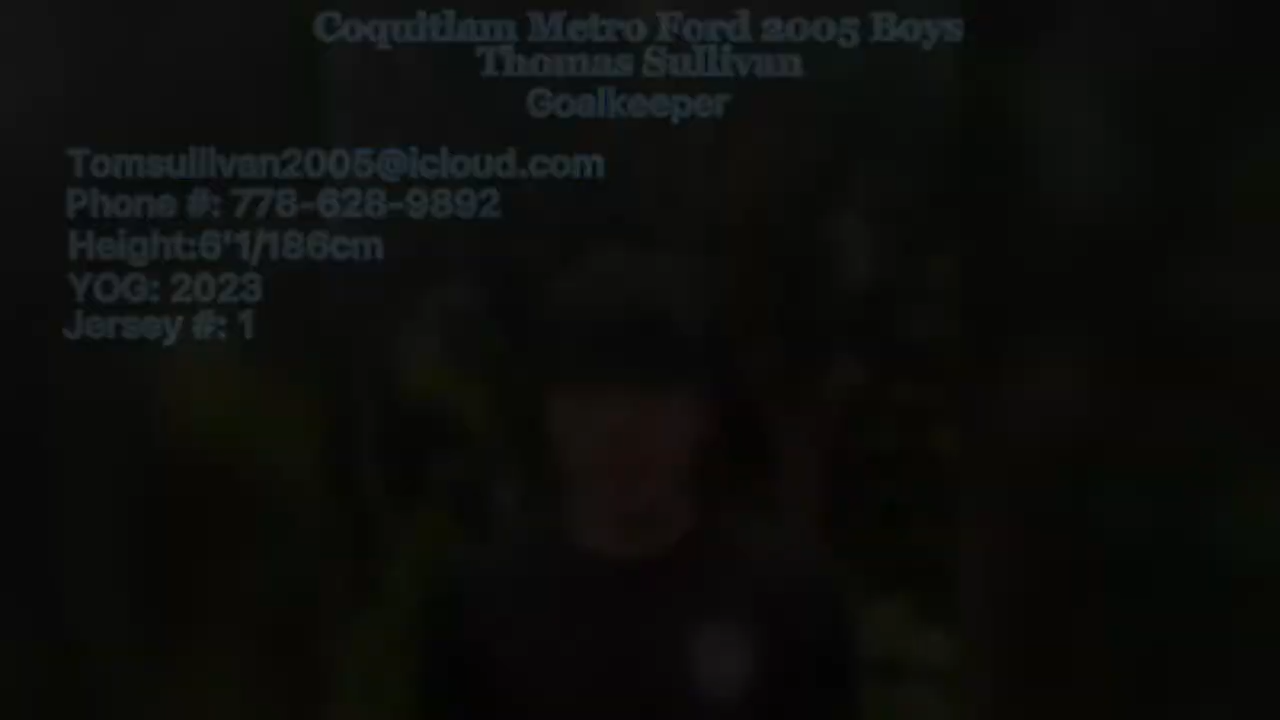 Coquitlam Metro Ford 2005 Boys
Thomas Sullivan
Goalkeeper
Tomsullivan2005@icloud.com
Phone #: 778-628-9892
Height:6'1/186cm
YOG: 2023
Jersey #: 1